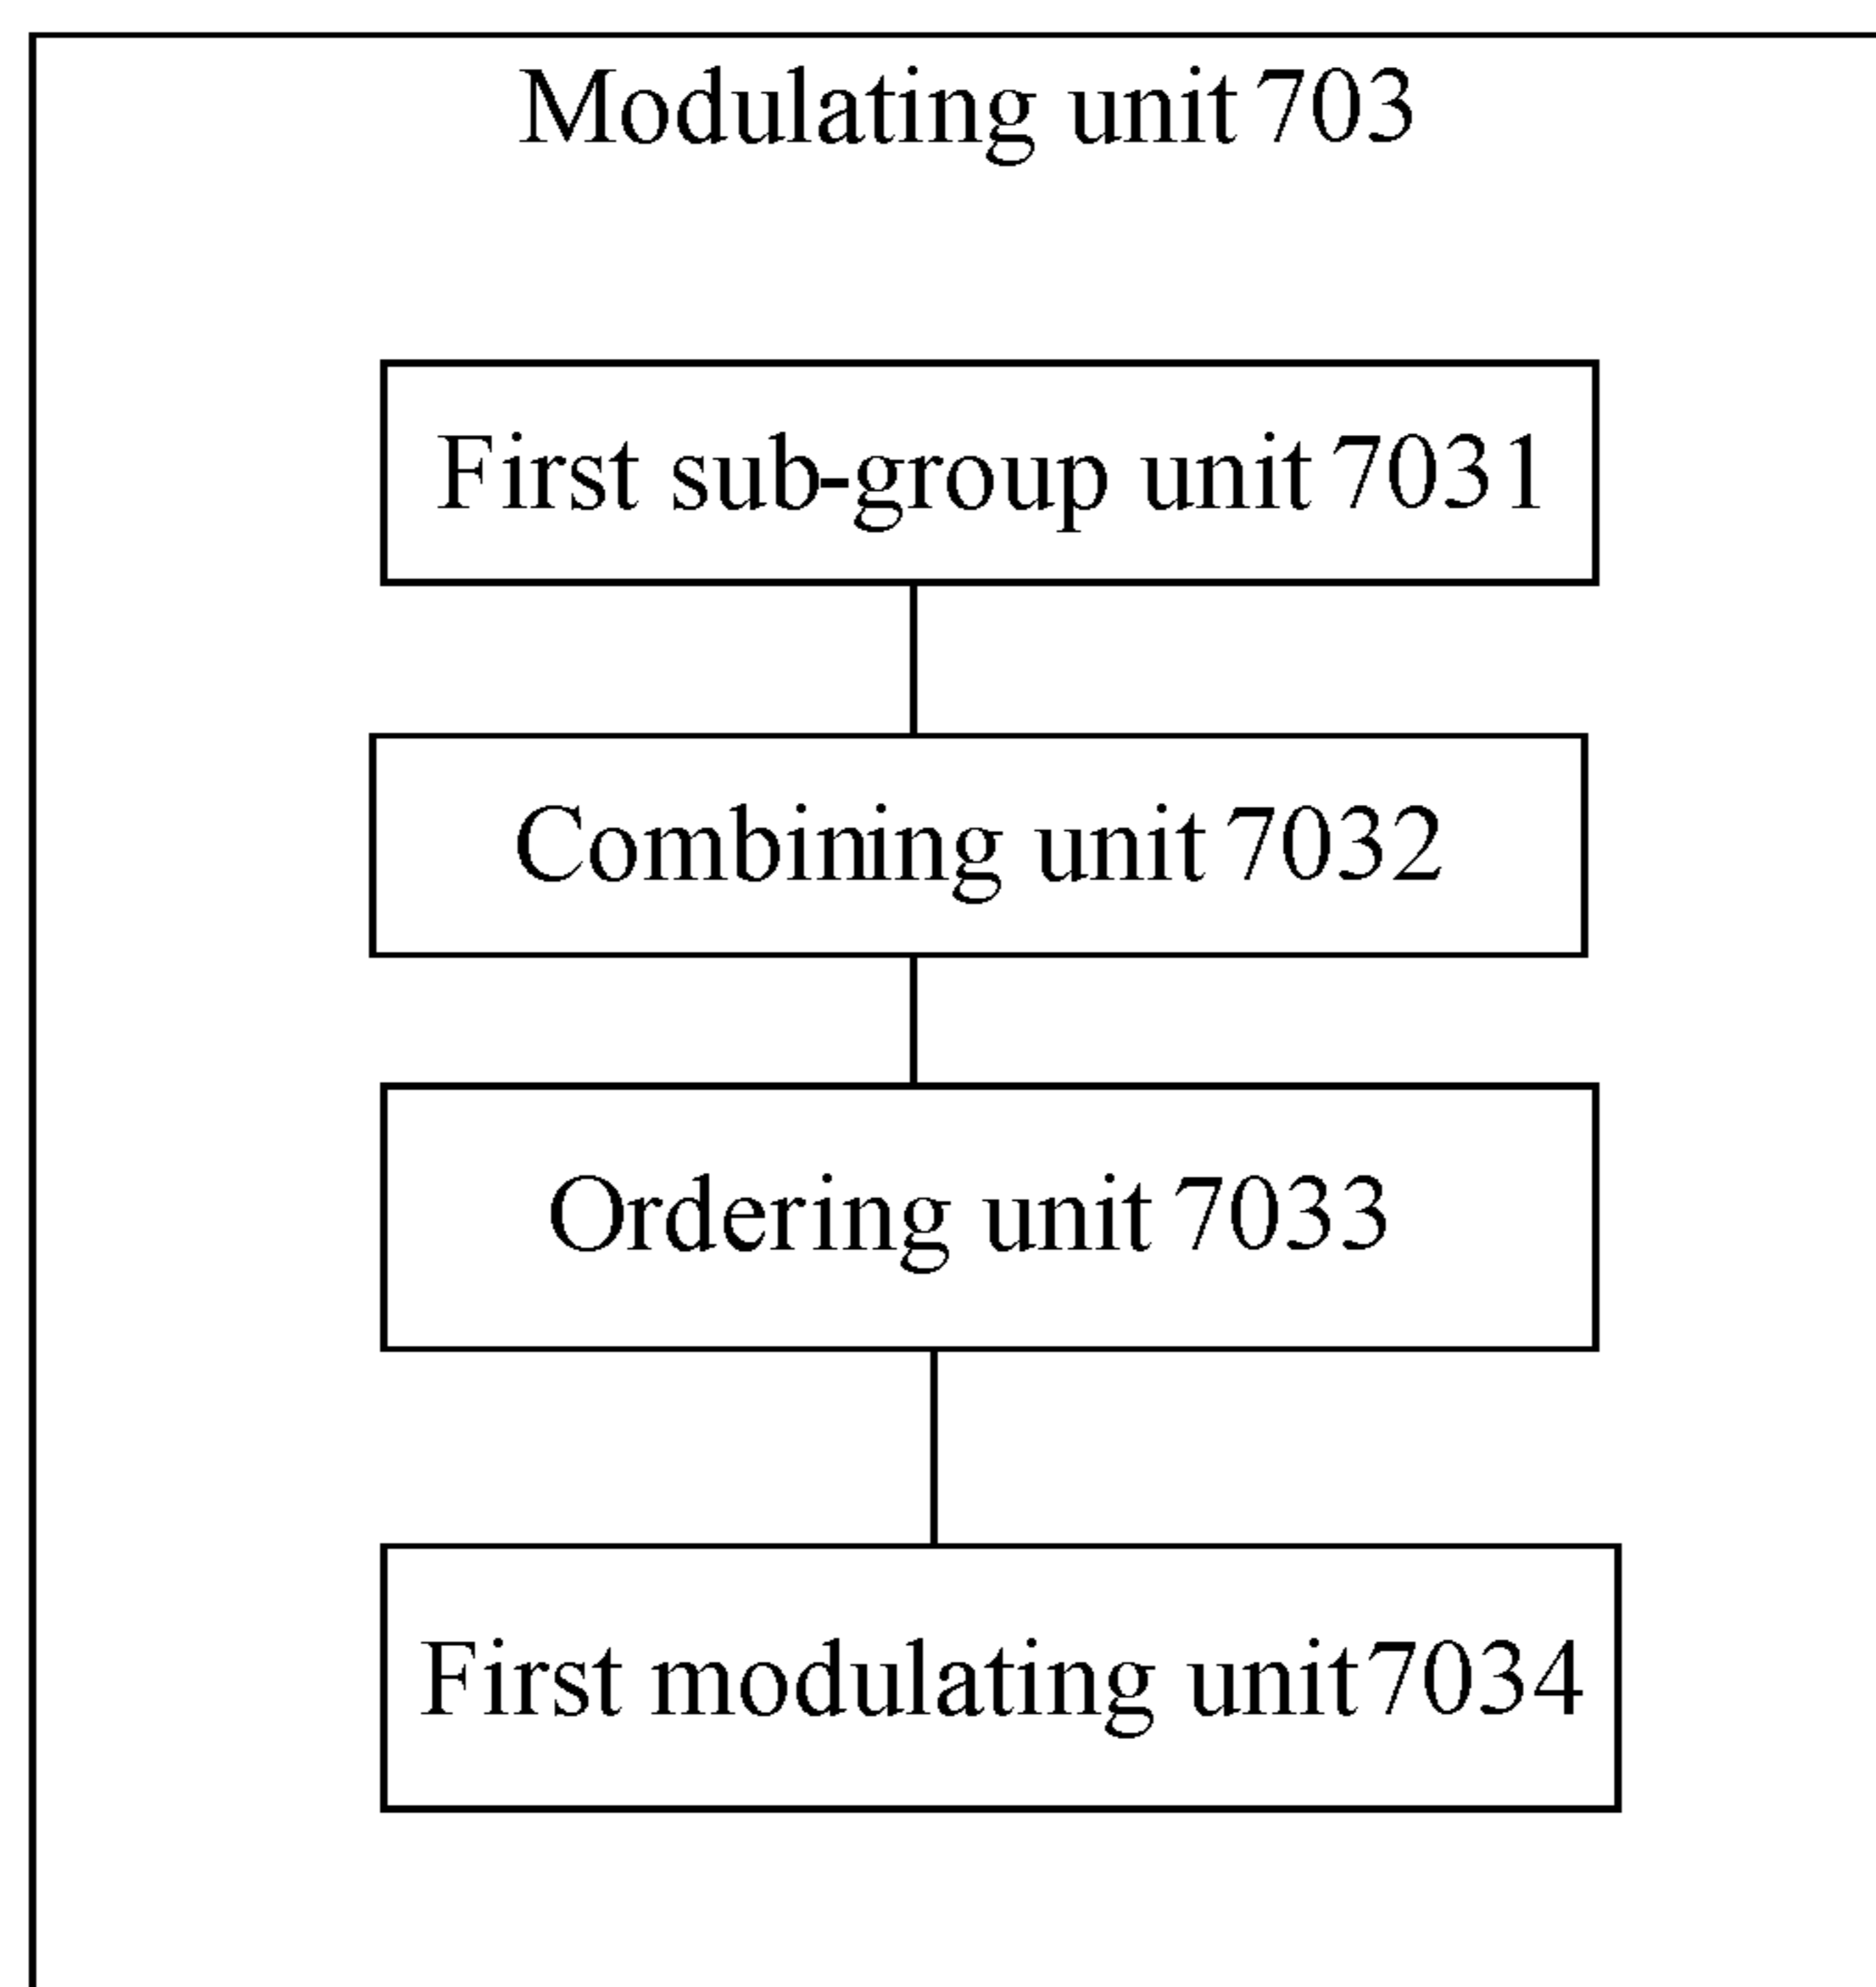 Modulating unit 703
First sub-group unit 7031
Combining unit 7032
Ordering unit 7033
First modulating unit 7034